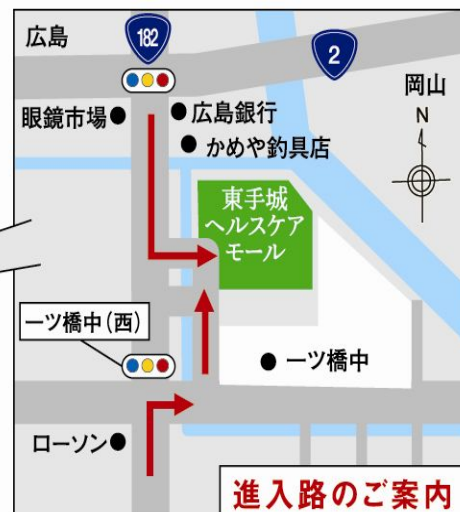 広島
182
2
岡山
N
眼鏡市場
広島銀行
かめや釣具店
東手城
ヘルスケア
モール
一ツ橋中(西)
一ツ橋中
ローソン
進入路のご案内